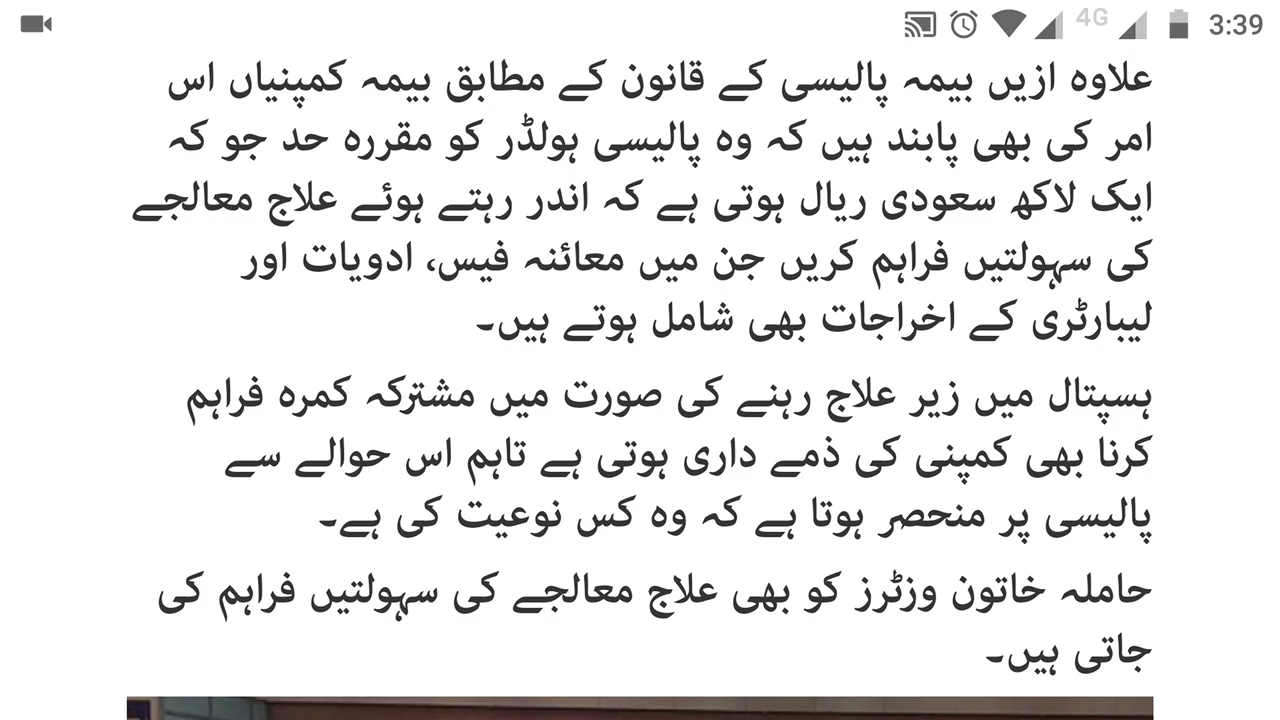 4G 3:39
علاوہ ازیں بیمہ پالیسی کے قانون کے مطابق بیمہ کمپنیاں اس
امر کی بھی پابند ہیں کہ وہ پالیسی ہولڈر کو مقررہ حد جو کہ
ایک لاکھ سعودی ریال ہوتی ہے کہ اندر رہتے ہوئے علاج معالجے
کی سہولتیں فراہم کریں جن میں معائنہ فیس، ادویات اور
لیبارٹری کے اخراجات بھی شامل ہوتے ہیں۔
ہسپتال میں زیر علاج رہنے کی صورت میں مشترکہ کمرہ فراہم
کرنا بھی کمپنی کی ذمے داری ہوتی ہے تاہم اس حوالے سے
پالیسی پر منحصر ہوتا ہے کہ وہ کس نوعیت کی ہے۔
حاملہ خاتون وزٹرز کو بھی علاج معالجے کی سہولتیں فراہم کی
جاتی ہیں۔